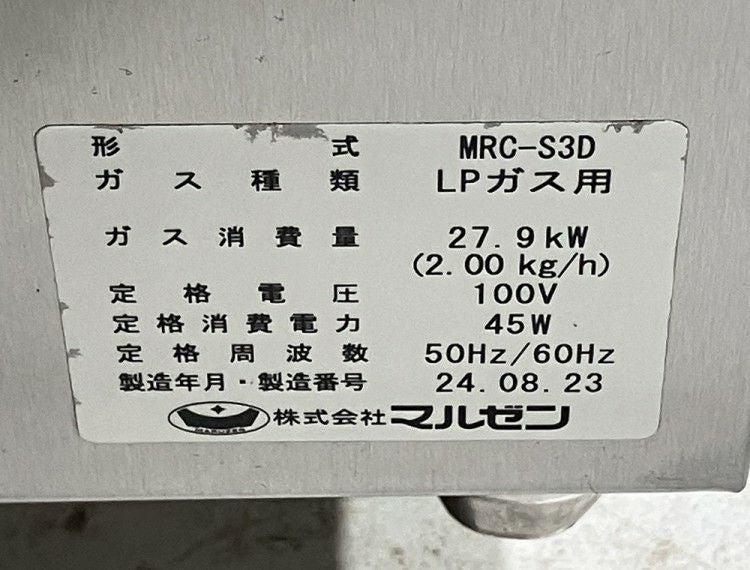 形式 MRC-S3D
ガス種類 LPガス用
ガス消費量 27.9kW
(2.00 kg/h)
定格電圧 100V
定格消費電力 45W
定格周波数 50Hz/60Hz
製造年月・製造番号 24.08.23
MARUZEN 株式会社マルゼン